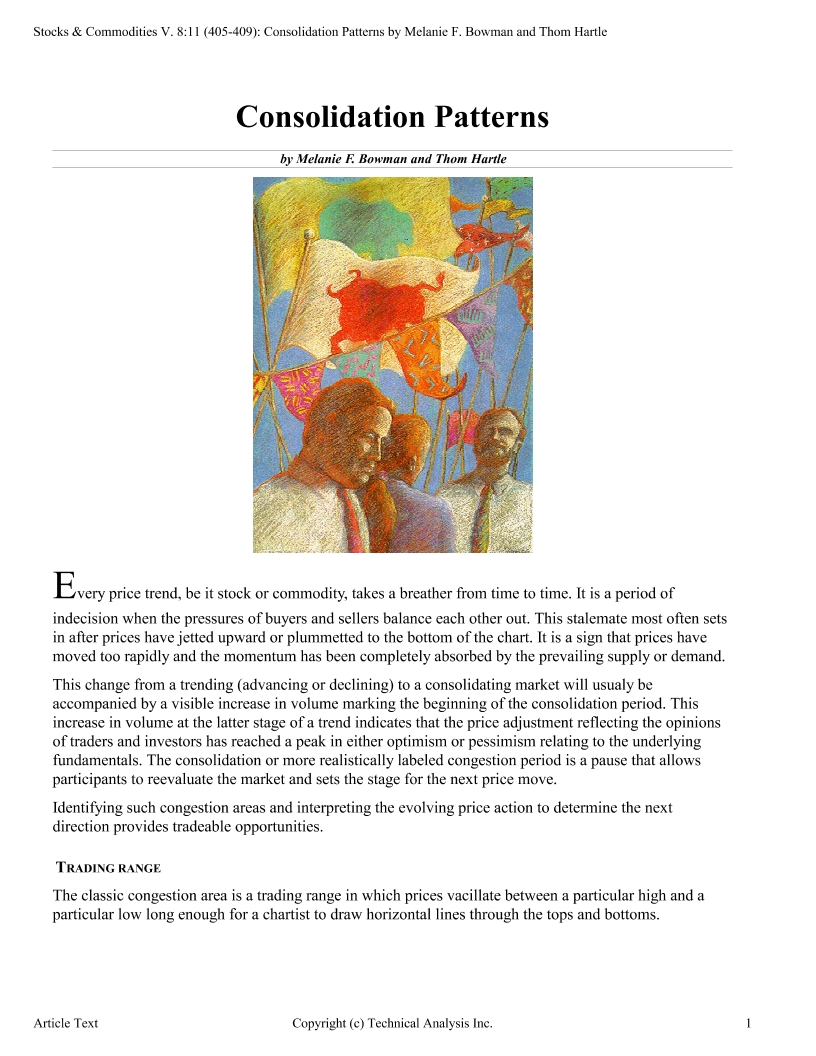 Stocks & Commodities V. 8:11 (405-409): Consolidation Patterns by Melanie F. Bowman and Thom Hartle
Consolidation Patterns
by Melanie F. Bowman and Thom Hartle
Every price trend, be it stock or commodity, takes a breather from time to time. It is a period of
indecision when the pressures of buyers and sellers balance each other out. This stalemate most often sets
in after prices have jetted upward or plummetted to the bottom of the chart. It is a sign that prices have
moved too rapidly and the momentum has been completely absorbed by the prevailing supply or demand.
This change from a trending (advancing or declining) to a consolidating market will usualy be
accompanied by a visible increase in volume marking the beginning of the consolidation period. This
increase in volume at the latter stage of a trend indicates that the price adjustment reflecting the opinions
of traders and investors has reached a peak in either optimism or pessimism relating to the underlying
fundamentals. The consolidation or more realistically labeled congestion period is a pause that allows
participants to reevaluate the market and sets the stage for the next price move.
Identifying such congestion areas and interpreting the evolving price action to determine the next
direction provides tradeable opportunities.
TRADING RANGE
The classic congestion area is a trading range in which prices vacillate between a particular high and a
particular low long enough for a chartist to draw horizontal lines through the tops and bottoms.
Article Text
Copyright (c) Technical Analysis Inc.
1